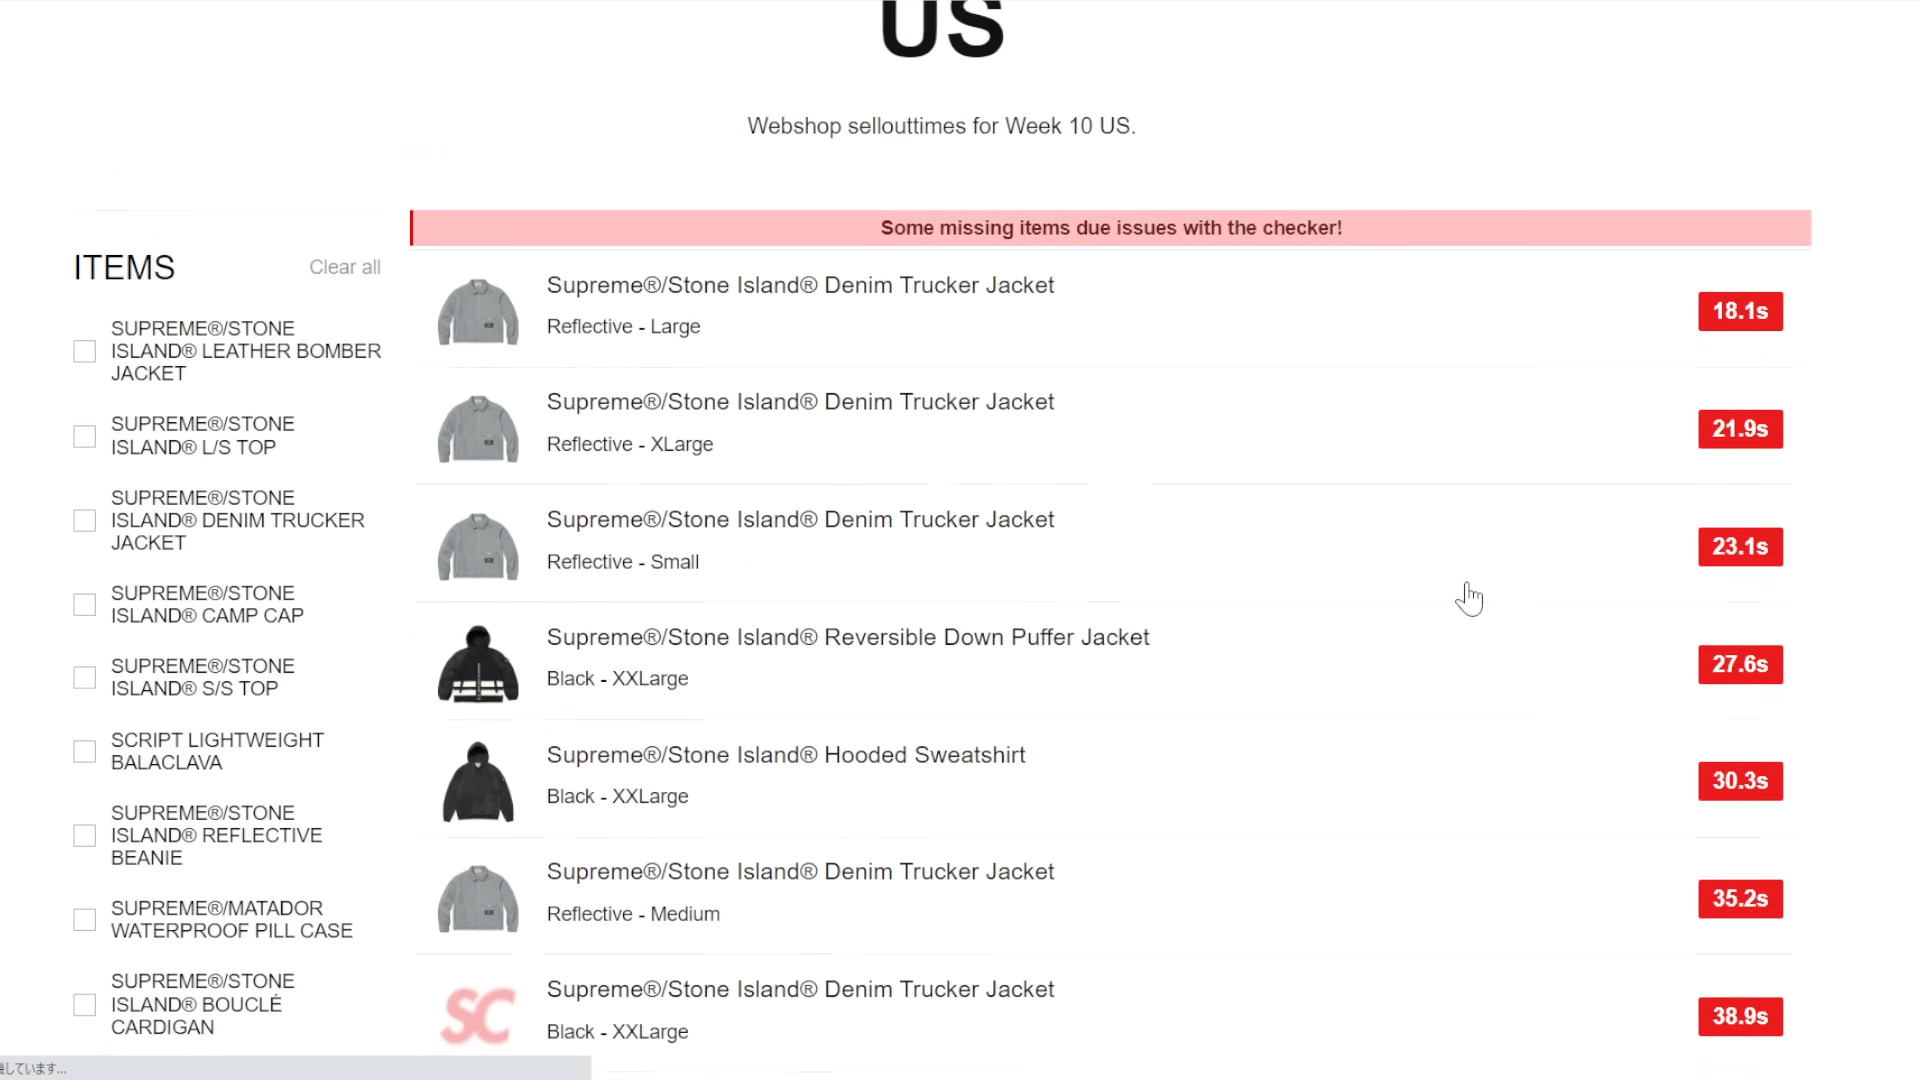 US
Webshop sellouttimes for Week 10 US.
Some missing items due issues with the checker!
ITEMS
Clear all
SUPREME®/STONE
ISLAND® LEATHER BOMBER
JACKET
SUPREME®/STONE
ISLAND® L/S TOP
SUPREME®/STONE
ISLAND® DENIM TRUCKER
JACKET
SUPREME®/STONE
ISLAND® CAMP CAP
SUPREME®/STONE
ISLAND® S/S TOP
SCRIPT LIGHTWEIGHT
BALACLAVA
SUPREME®/STONE
ISLAND® REFLECTIVE
BEANIE
SUPREME®/MATADOR
WATERPROOF PILL CASE
SUPREME®/STONE
ISLAND® BOUCLÉ
CARDIGAN
Supreme®/Stone Island® Denim Trucker Jacket
Reflective - Large
18.1s
Supreme®/Stone Island® Denim Trucker Jacket
Reflective - XLarge
21.9s
Supreme®/Stone Island® Denim Trucker Jacket
Reflective - Small
23.1s
Supreme®/Stone Island® Reversible Down Puffer Jacket
Black - XXLarge
27.6s
Supreme®/Stone Island® Hooded Sweatshirt
Black - XXLarge
30.3s
Supreme®/Stone Island® Denim Trucker Jacket
Reflective - Medium
35.2s
SC
Supreme®/Stone Island® Denim Trucker Jacket
Black - XXLarge
38.9s
しています...